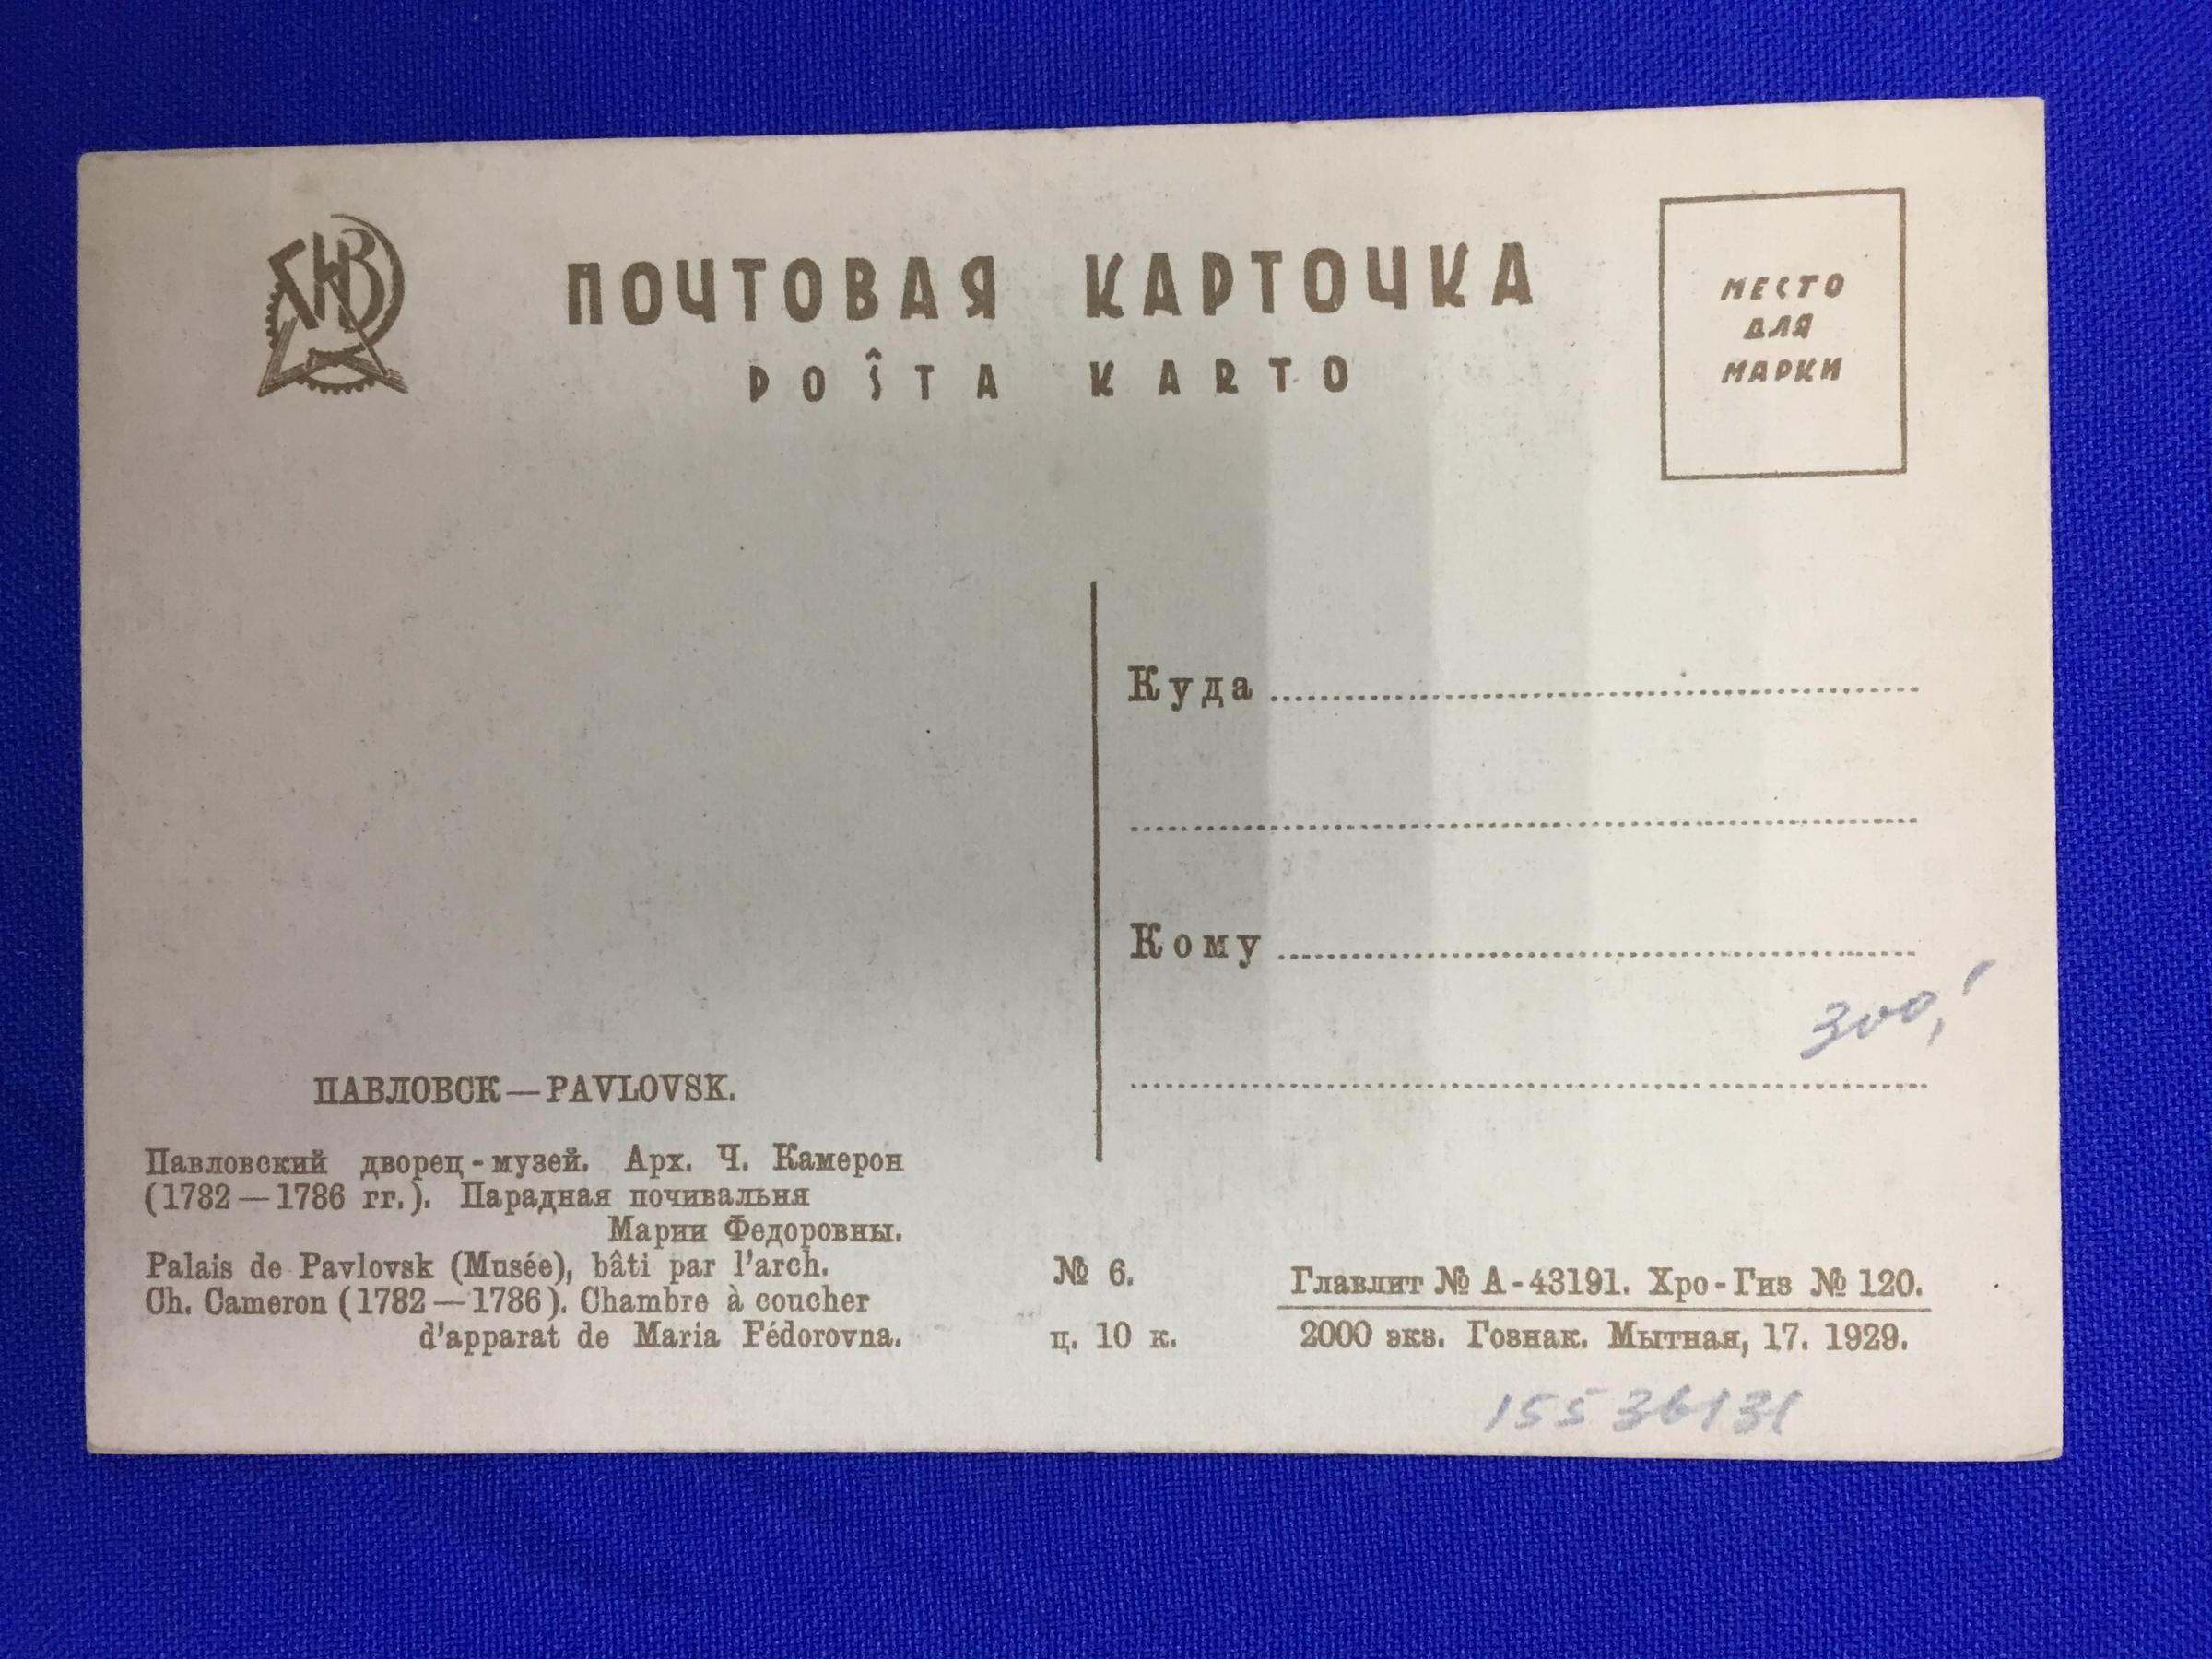 ПОЧТОВАЯ КАРТОЧКА
POŜTA KARTO
МЕСТО
ДЛЯ
МАРКИ
Куда
Кому
300,
ПАВЛОВСК—PAVLOVSK.
Павловский дворец-музей. Арх. Ч. Камерон
(1782—1786 гг.). Парадная почивальня
Марии Федоровны.
Palais de Pavlovsk (Musée), bâti par l'arch.
Ch. Cameron (1782—1786). Chambre à coucher
d'apparat de Maria Fédorovna.
№ 6.
ц. 10 к.
Главлит № А-43191. Хро-Гиз № 120.
2000 экз. Гознак. Мытная, 17. 1929.
15536131